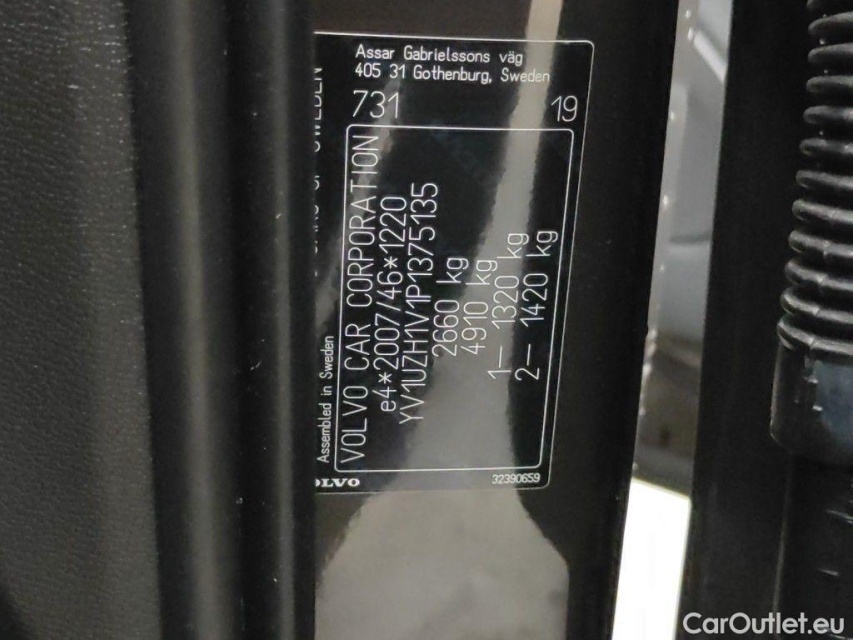 Assar Gabrielssons väg
405 31 Gothenburg, Sweden
731 19
VOLVO CAR CORPORATION
e4*2007/46*1220
YV1UZH1V1P1375135
2660 kg
4910 kg
1– 1320 kg
2– 1420 kg
Assembled in Sweden
SWEDEN
32390659
CarOutlet.eu